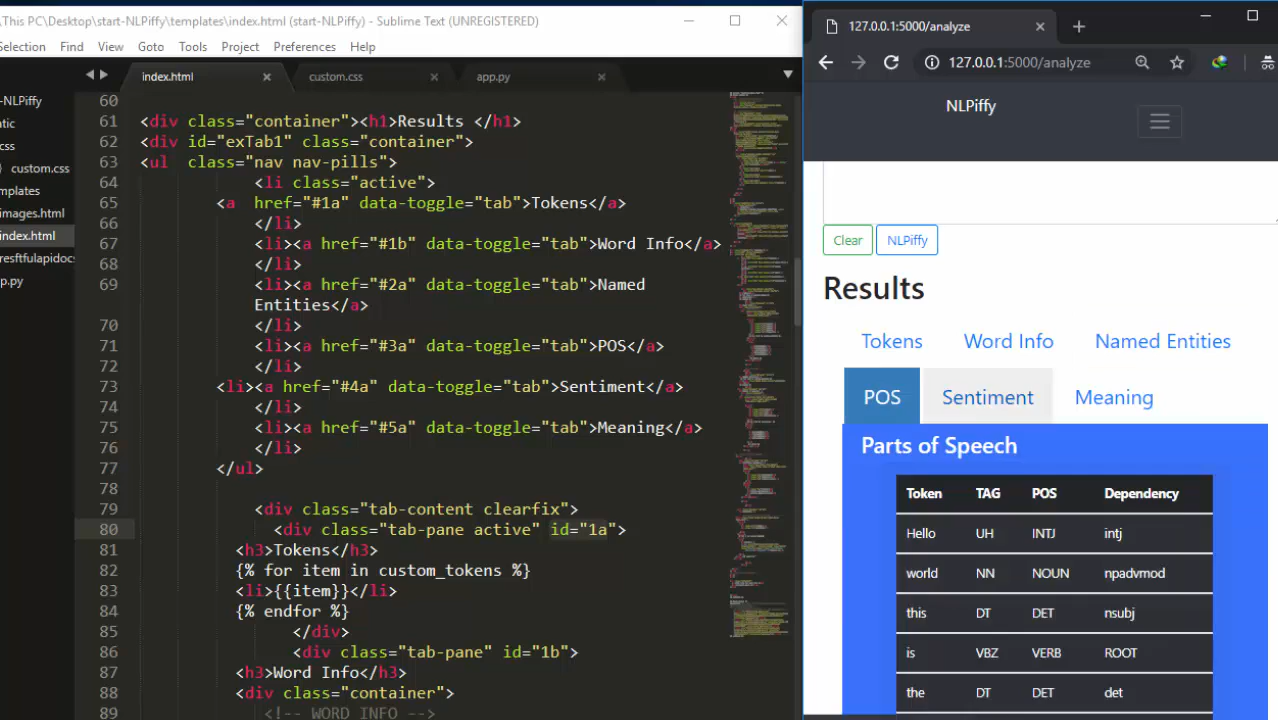 \This PC\Desktop\start-NLPiffy\templates\index.html (start-NLPiffy) - Sublime Text (UNREGISTERED)
Selection Find View Goto Tools Project Preferences Help
index.html custom.css app.py
-NLPiffy
atic
css
custom.css
mplates
images.html
index.html
resftfulapidocs
p.py
60
61 <div class="container"><h1>Results </h1>
62 <div id="exTab1" class="container">
63 <ul class="nav nav-pills">
64 <li class="active">
65 <a href="#1a" data-toggle="tab">Tokens</a>
66 </li>
67 <li><a href="#1b" data-toggle="tab">Word Info</a>
68 </li>
69 <li><a href="#2a" data-toggle="tab">Named
Entities</a>
70 </li>
71 <li><a href="#3a" data-toggle="tab">POS</a>
72 </li>
73 <li><a href="#4a" data-toggle="tab">Sentiment</a>
74 </li>
75 <li><a href="#5a" data-toggle="tab">Meaning</a>
76 </li>
77 </ul>
78
79 <div class="tab-content clearfix">
80 <div class="tab-pane active" id="1a">
81 <h3>Tokens</h3>
82 {% for item in custom_tokens %}
83 <li>{{item}}</li>
84 {% endfor %}
85 </div>
86 <div class="tab-pane" id="1b">
87 <h3>Word Info</h3>
88 <div class="container">
89 <!-- WORD INFO -->
127.0.0.1:5000/analyze
127.0.0.1:5000/analyze
NLPiffy
Clear NLPiffy
Results
Tokens Word Info Named Entities
POS Sentiment Meaning
Parts of Speech
Token TAG POS Dependency
Hello UH INTJ intj
world NN NOUN npadvmod
this DT DET nsubj
is VBZ VERB ROOT
the DT DET det